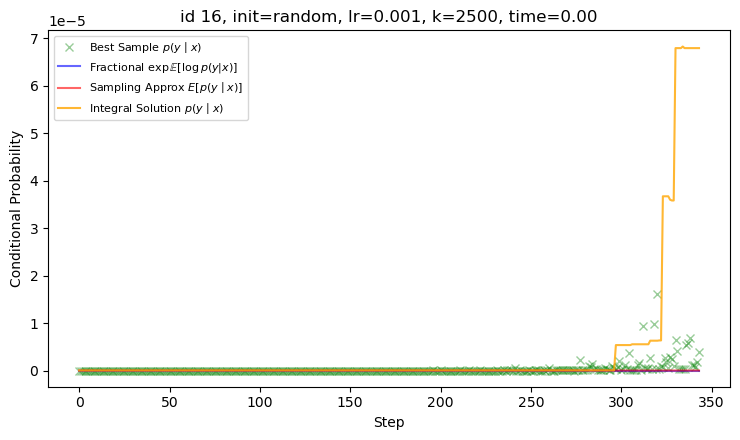 id 16, init=random, lr=0.001, k=2500, time=0.00
1e−5
Best Sample p(y | x)
Fractional exp𝔼[log p(y|x)]
Sampling Approx E[p(y | x)]
Integral Solution p(y | x)
7
6
5
4
3
2
1
0
Conditional Probability
0 50 100 150 200 250 300 350
Step